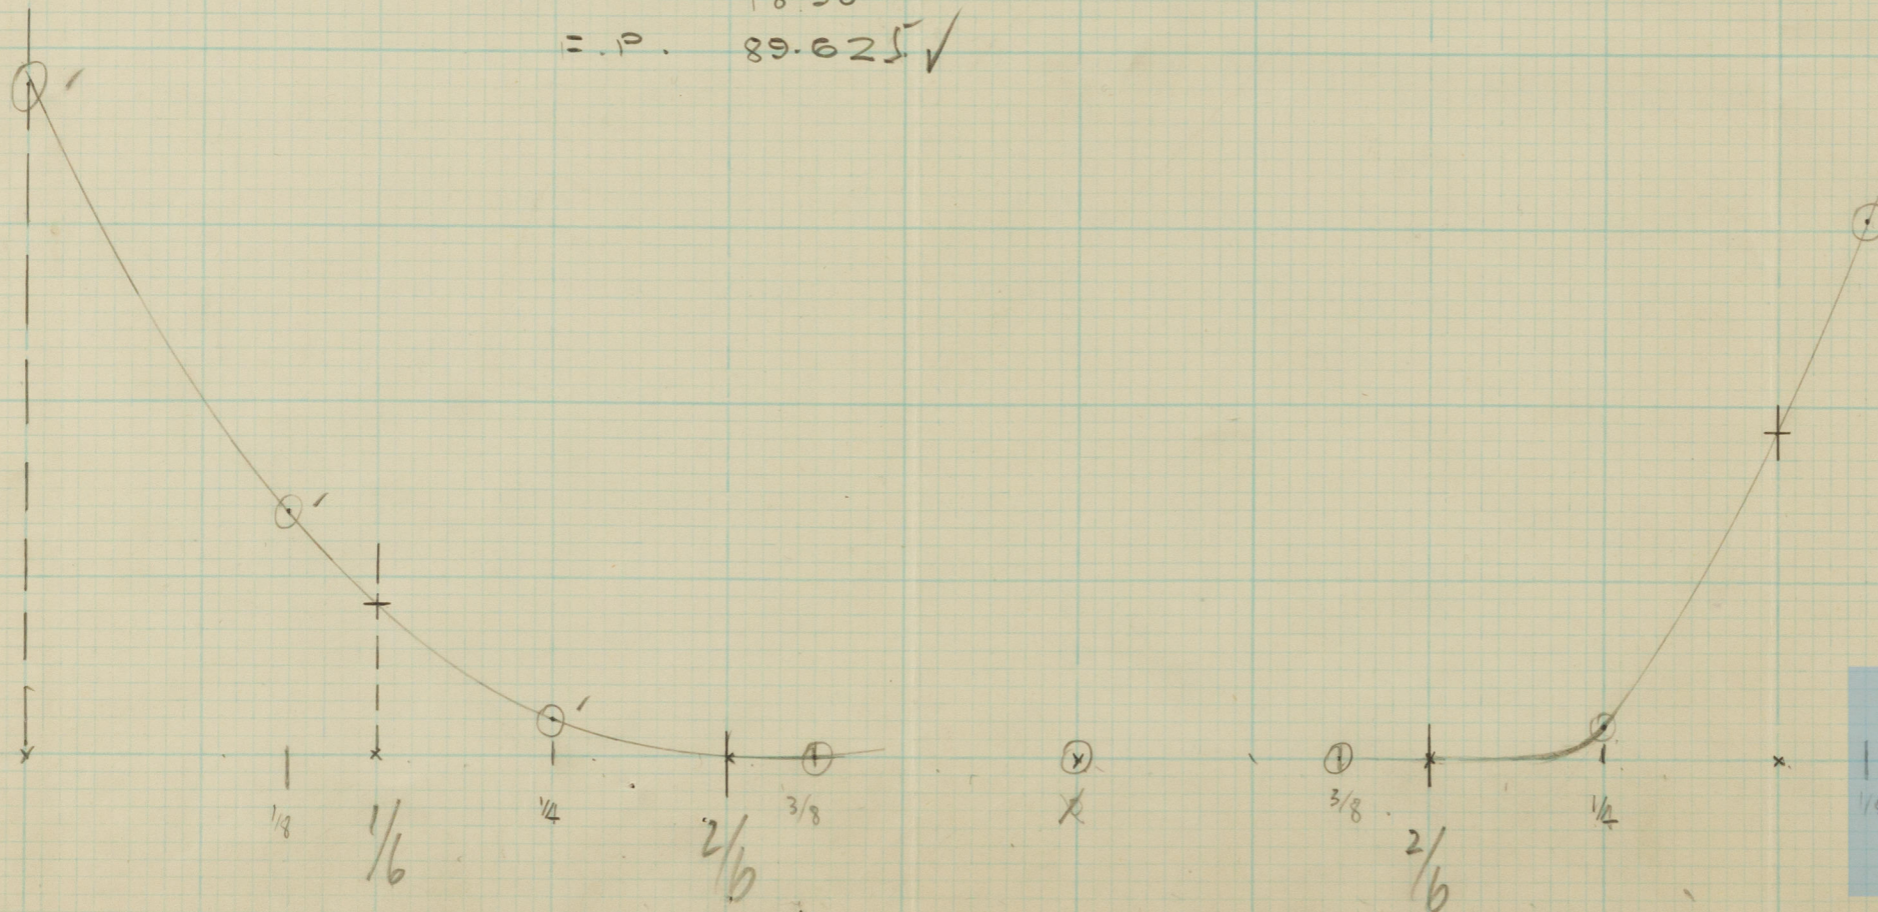 = . P . 89.625 ✓
1/8 1/4 3/8 3/8 1/4
1/6 2/6 2/6